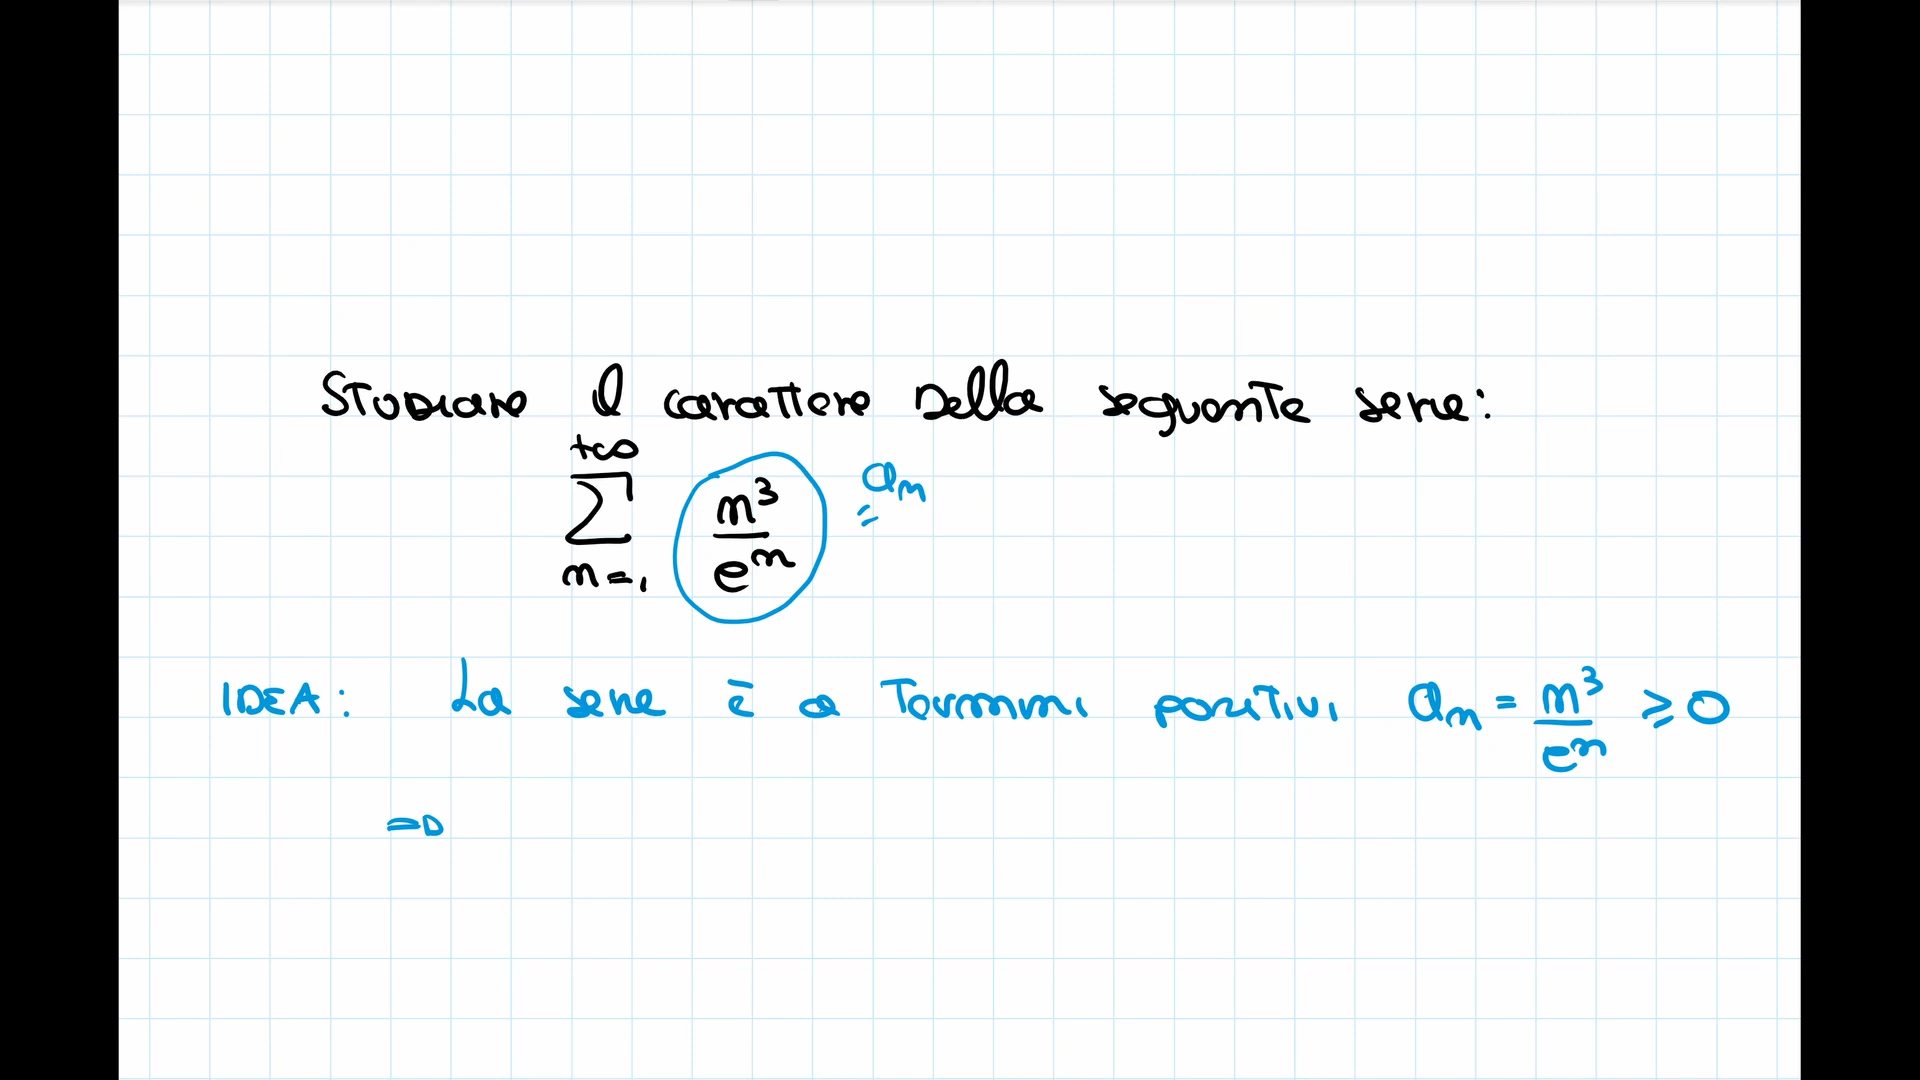 Studiare il carattere della seguente serie:
+∞
∑ n³/eⁿ = aₙ
n=1
IDEA: La serie è a termini positivi aₙ = n³/eⁿ ⩾ 0
⇒